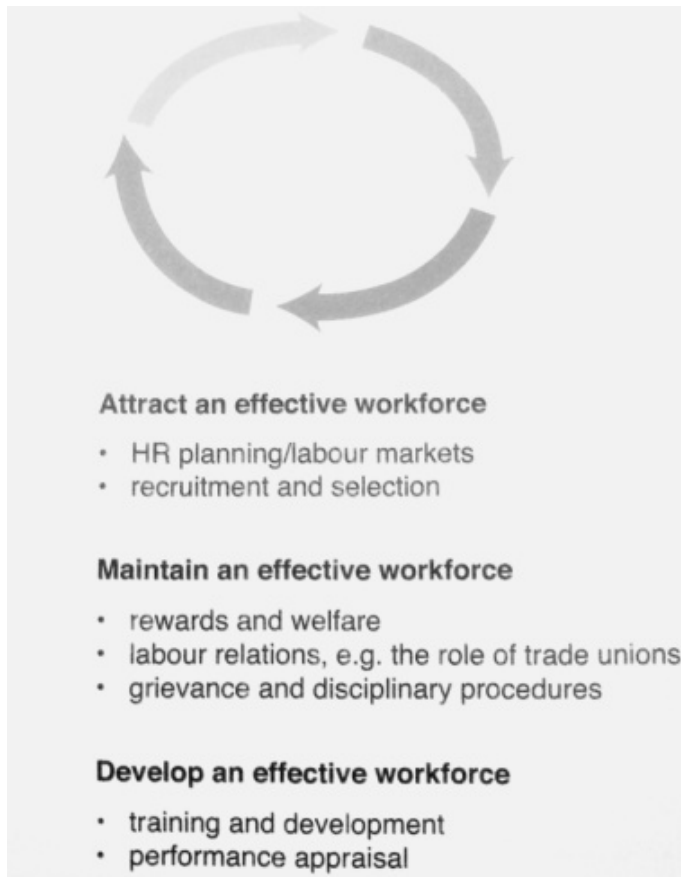 Attract an effective workforce
• HR planning/labour markets
• recruitment and selection
Maintain an effective workforce
• rewards and welfare
• labour relations, e.g. the role of trade unions
• grievance and disciplinary procedures
Develop an effective workforce
• training and development
• performance appraisal